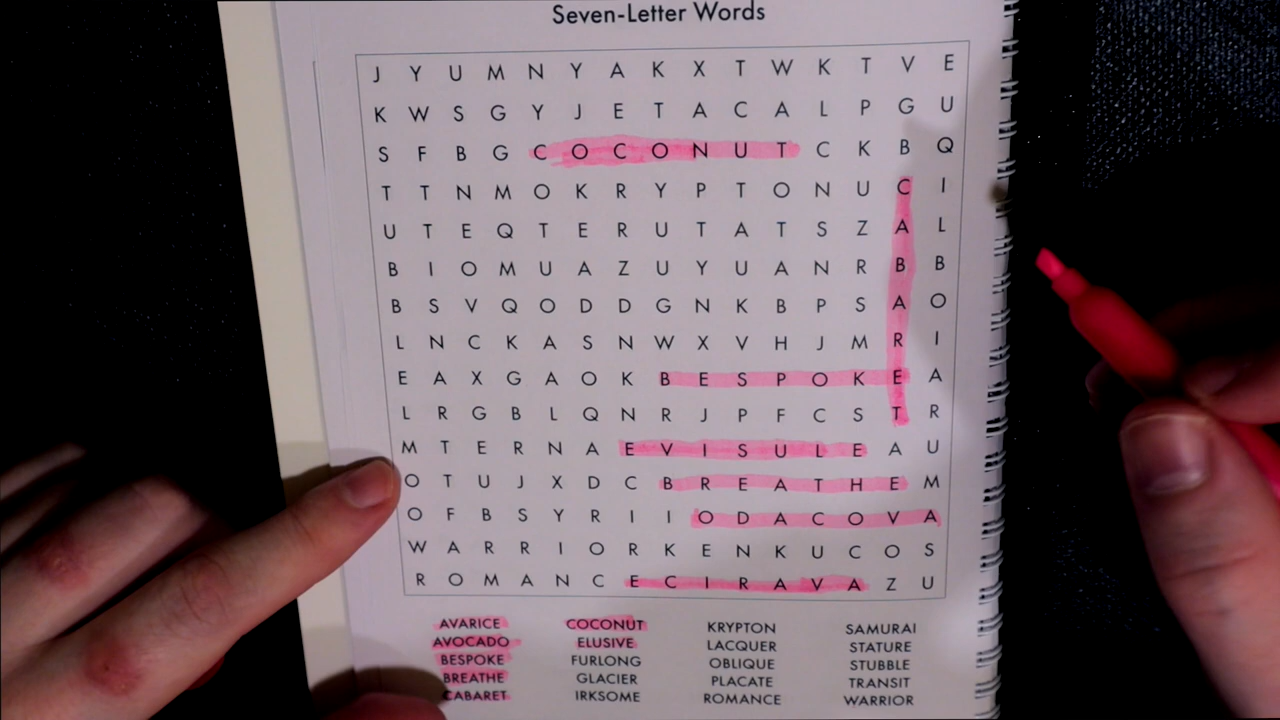 Seven-Letter Words
J Y U M N Y A K X T W K T V E
K W S G Y J E T A C A L P G U
S F B G C O C O N U T C K B Q
T T N M O K R Y P T O N U C I
U T E Q T E R U T A T S Z A L
B I O M U A Z U Y U A N R B B
B S V Q O D D G N K B P S A O
L N C K A S N W X V H J M R I
E A X G A O K B E S P O K E A
L R G B L Q N R J P F C S T R
M T E R N A E V I S U L E A U
O T U J X D C B R E A T H E M
O F B S Y R I I O D A C O V A
W A R R I O R K E N K U C O S
R O M A N C E C I R A V A Z U
AVARICE COCONUT KRYPTON SAMURAI
AVOCADO ELUSIVE LACQUER STATURE
BESPOKE FURLONG OBLIQUE STUBBLE
BREATHE GLACIER PLACATE TRANSIT
CABARET IRKSOME ROMANCE WARRIOR